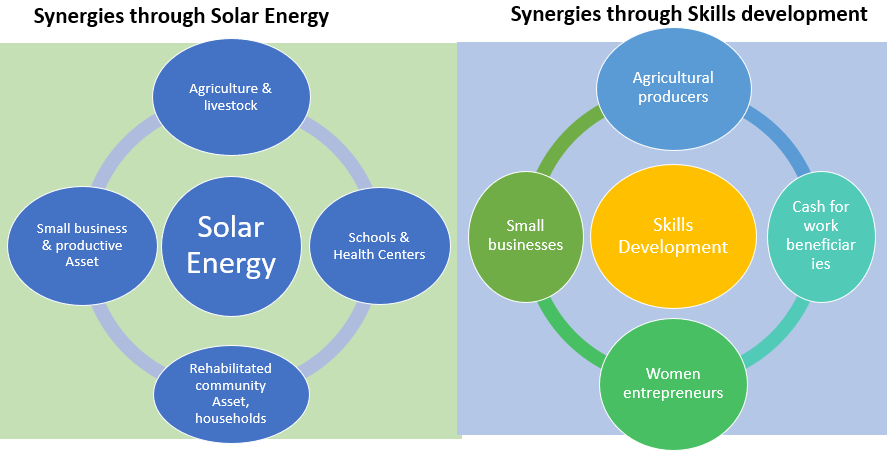 Synergies through Solar Energy
Agriculture &
livestock
Small business
& productive
Asset
Solar
Energy
Schools &
Health Centers
Rehabilitated
community
Asset,
households
Synergies through Skills development
Agricultural
producers
Small
businesses
Skills
Development
Cash for
work
beneficiar
ies
Women
entrepreneurs